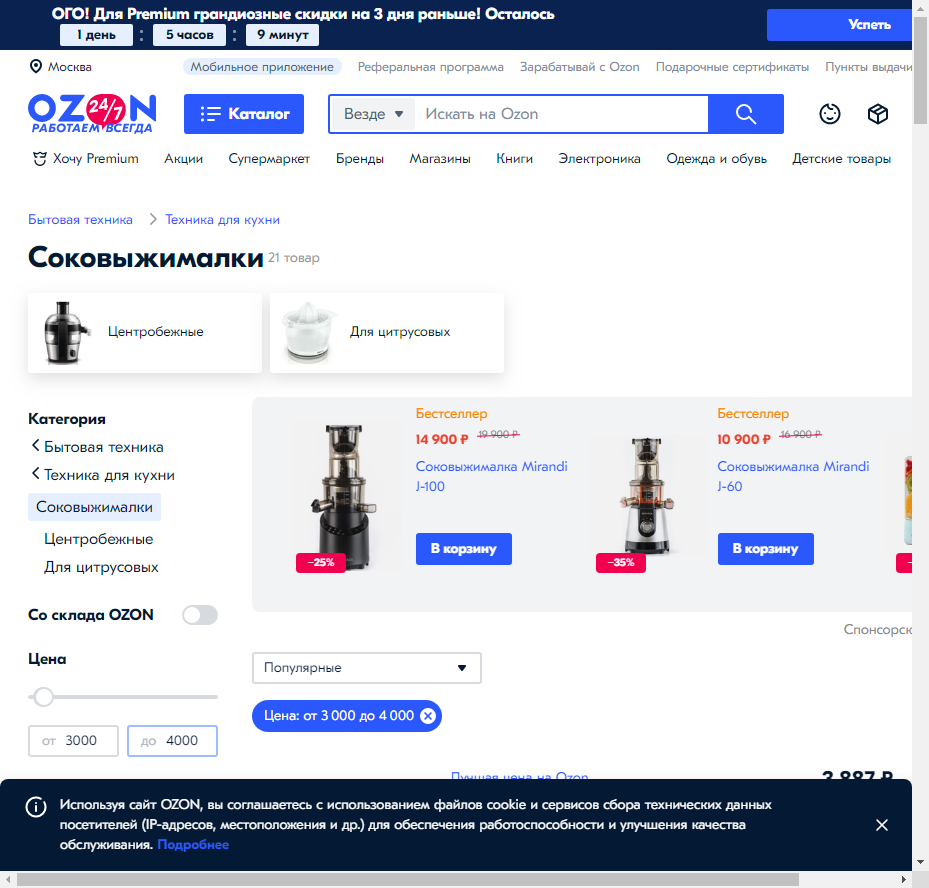 ОГО! Для Premium грандиозные скидки на 3 дня раньше! Осталось
1 день : 5 часов : 9 минут
Успеть
Москва Мобильное приложение Реферальная программа Зарабатывай с Ozon Подарочные сертификаты Пункты выдачи
OZON 24/7
РАБОТАЕМ ВСЕГДА
Каталог Везде Искать на Ozon
Хочу Premium Акции Супермаркет Бренды Магазины Книги Электроника Одежда и обувь Детские товары
Бытовая техника Техника для кухни
Соковыжималки 21 товар
Центробежные Для цитрусовых
Категория
Бытовая техника
Техника для кухни
Соковыжималки
Центробежные
Для цитрусовых
Со склада OZON
Цена
от 3000 до 4000
Бестселлер
14 900 ₽ 19 900 ₽
Соковыжималка Mirandi
J-100
В корзину
−25%
Бестселлер
10 900 ₽ 16 900 ₽
Соковыжималка Mirandi
J-60
В корзину
−35%
Спонсорск
Популярные
Цена: от 3 000 до 4 000
Лучшая цена на Ozon
3 887 ₽
Используя сайт OZON, вы соглашаетесь с использованием файлов cookie и сервисов сбора технических данных
посетителей (IP-адресов, местоположения и др.) для обеспечения работоспособности и улучшения качества
обслуживания. Подробнее